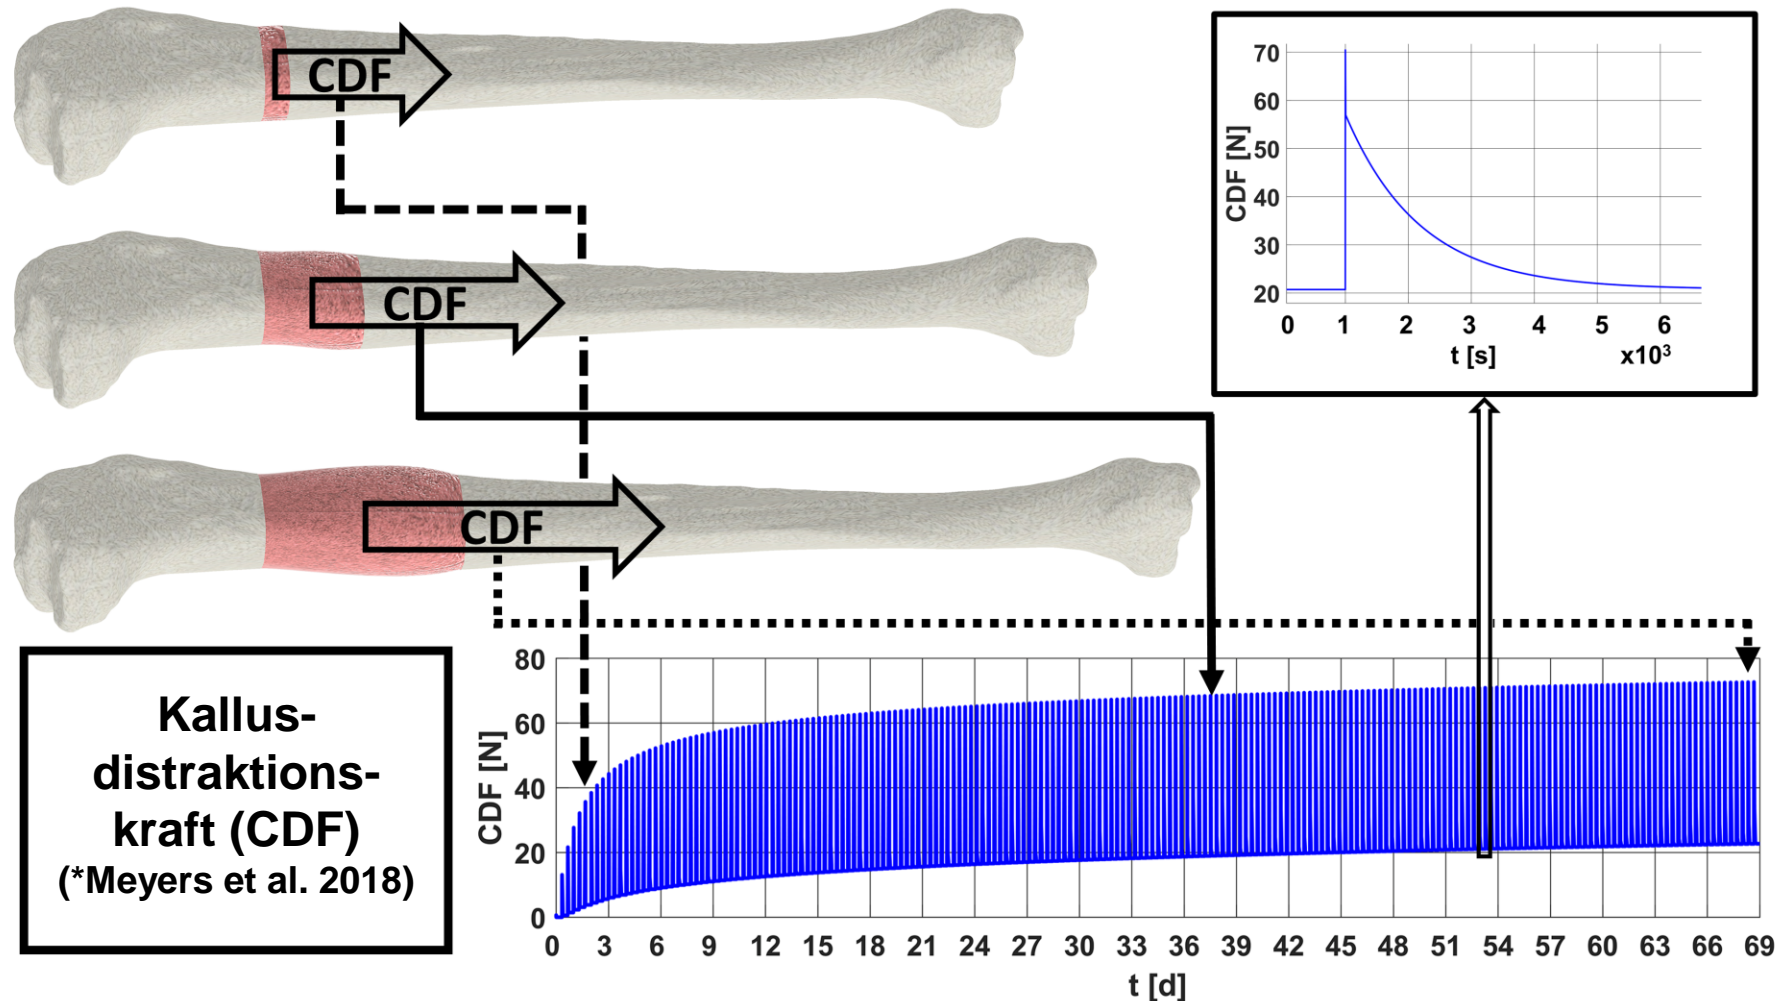 CDF
CDF
CDF
CDF [N]
70
60
50
40
30
20
0 1 2 3 4 5 6
t [s] x10³
Kallus-
distraktions-
kraft (CDF)
(*Meyers et al. 2018)
CDF [N]
80
60
40
20
0
0 3 6 9 12 15 18 21 24 27 30 33 36 39 42 45 48 51 54 57 60 63 66 69
t [d]